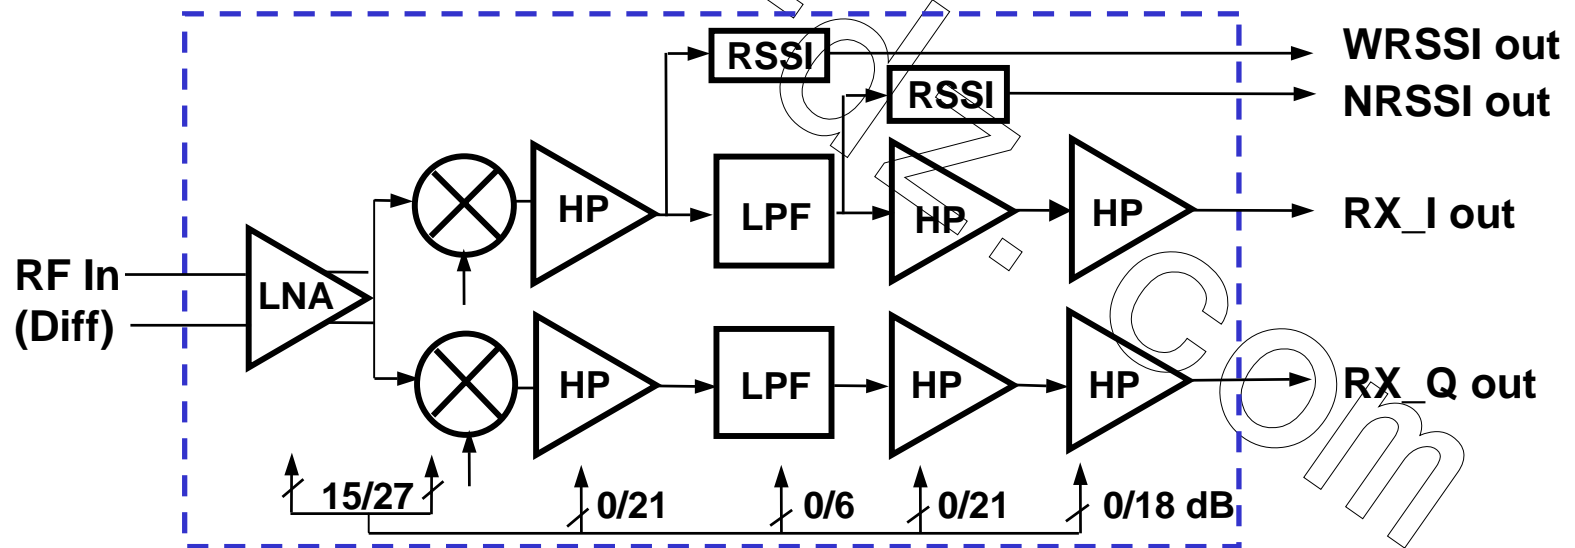 RSSI
WRSSI out
RSSI
NRSSI out
HP
LPF
HP
HP
RX_I out
RF In
(Diff)
LNA
HP
LPF
HP
HP
RX_Q out
15/27
0/21
0/6
0/21
0/18 dB